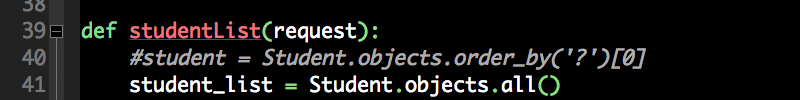 38
39 def studentList(request):
40 #student = Student.objects.order_by('?')[0]
41 student_list = Student.objects.all()